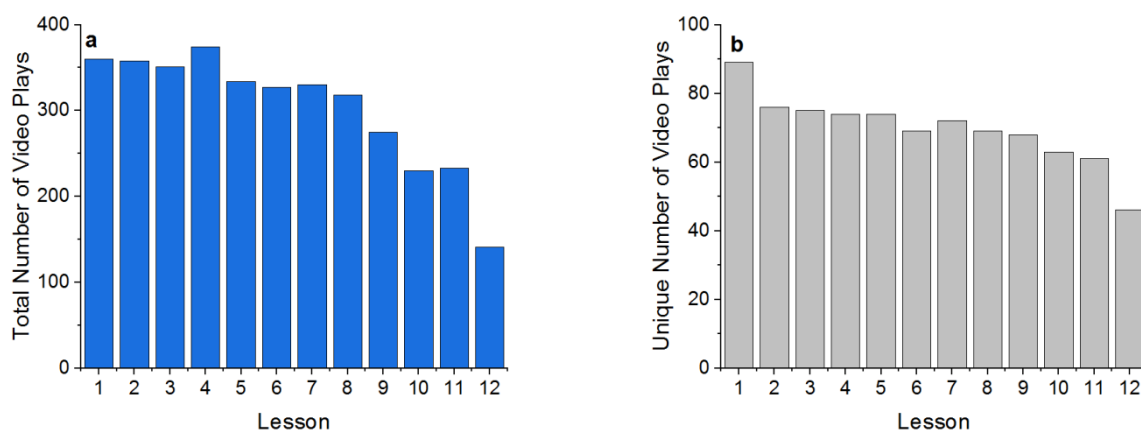 a
Total Number of Video Plays
400
300
200
100
0
1 2 3 4 5 6 7 8 9 10 11 12
Lesson
b
Unique Number of Video Plays
100
80
60
40
20
0
1 2 3 4 5 6 7 8 9 10 11 12
Lesson